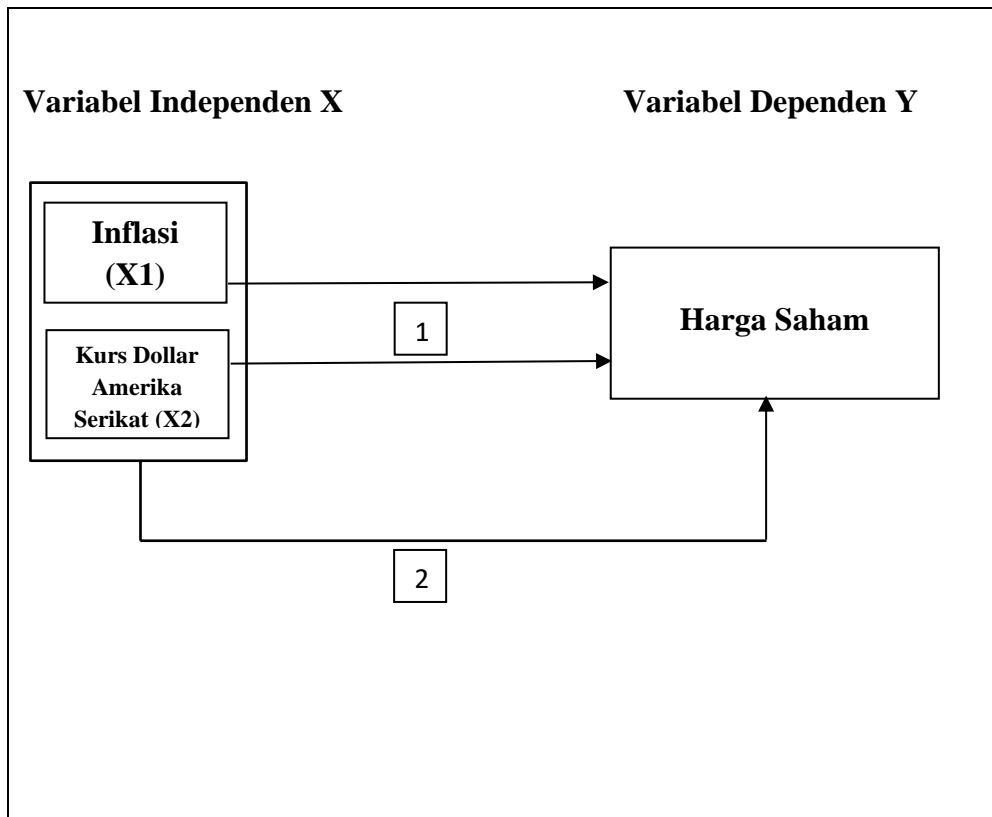 Variabel Independen X
Variabel Dependen Y
Inflasi
(X1)
Harga Saham
1
Kurs Dollar
Amerika
Serikat (X2)
2